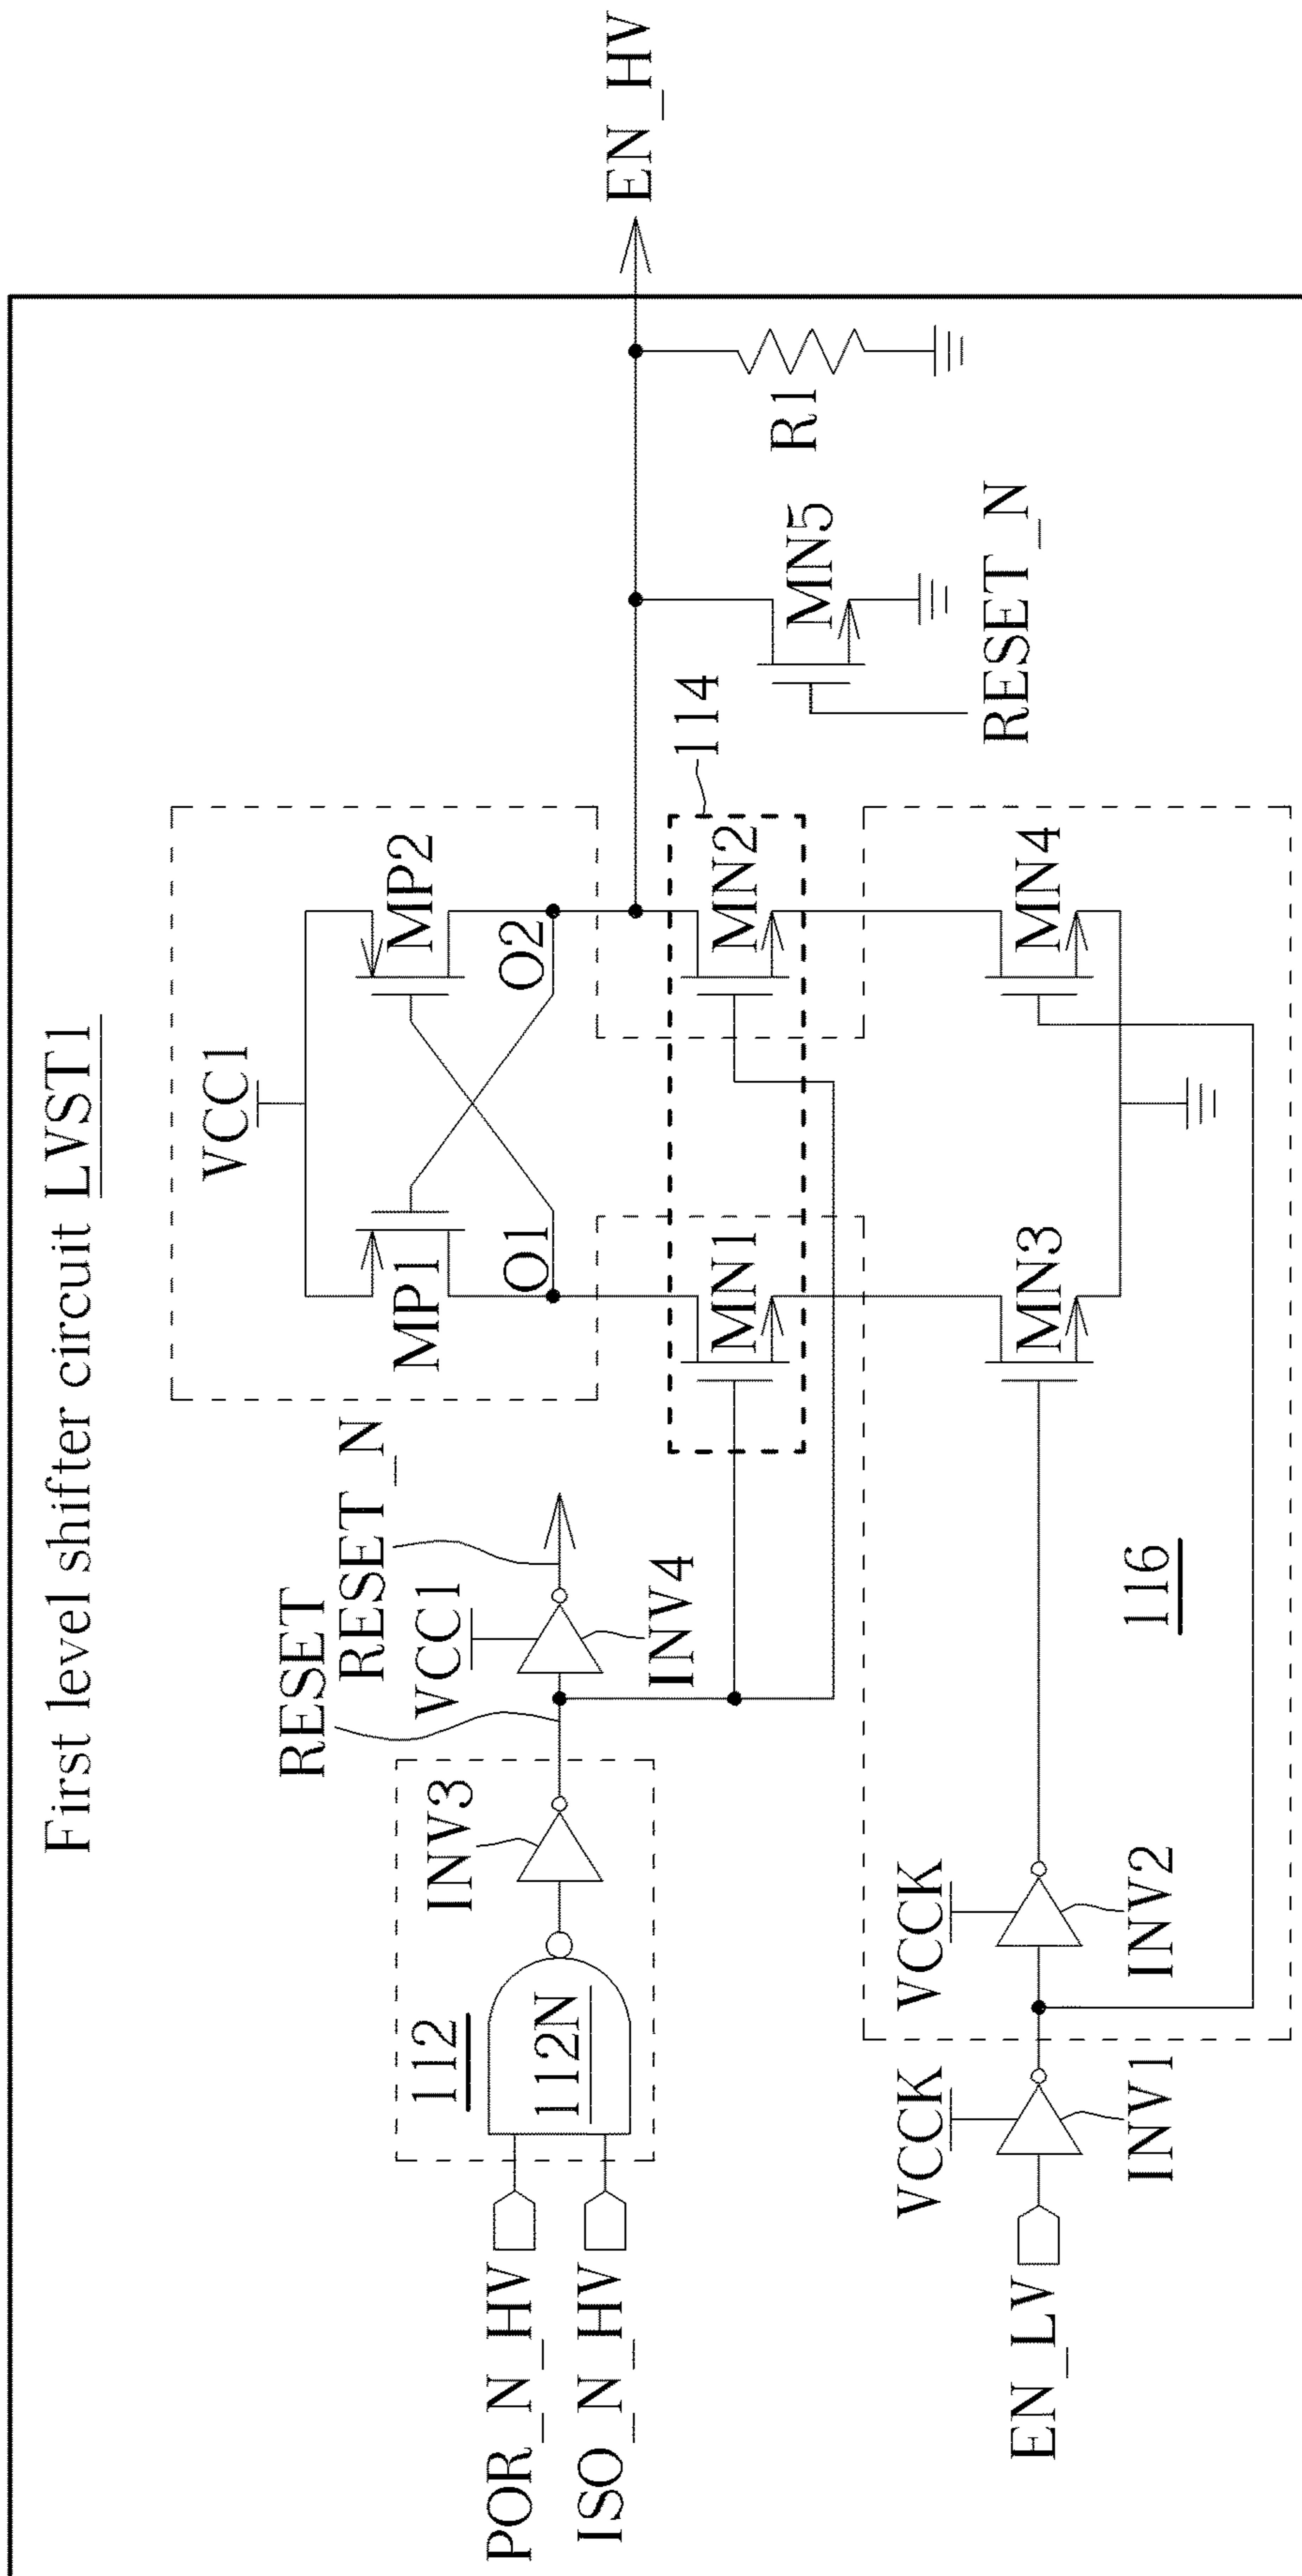 First level shifter circuit LVST1
VCC1
MP1
MP2
O1
O2
EN_HV
RESET
RESET_N
VCC1
INV3
INV4
112
112N
POR_N_HV
ISO_N_HV
MN1
MN2
114
MN5
R1
RESET_N
VCCK
VCCK
MN3
MN4
EN_LV
INV1
INV2
116